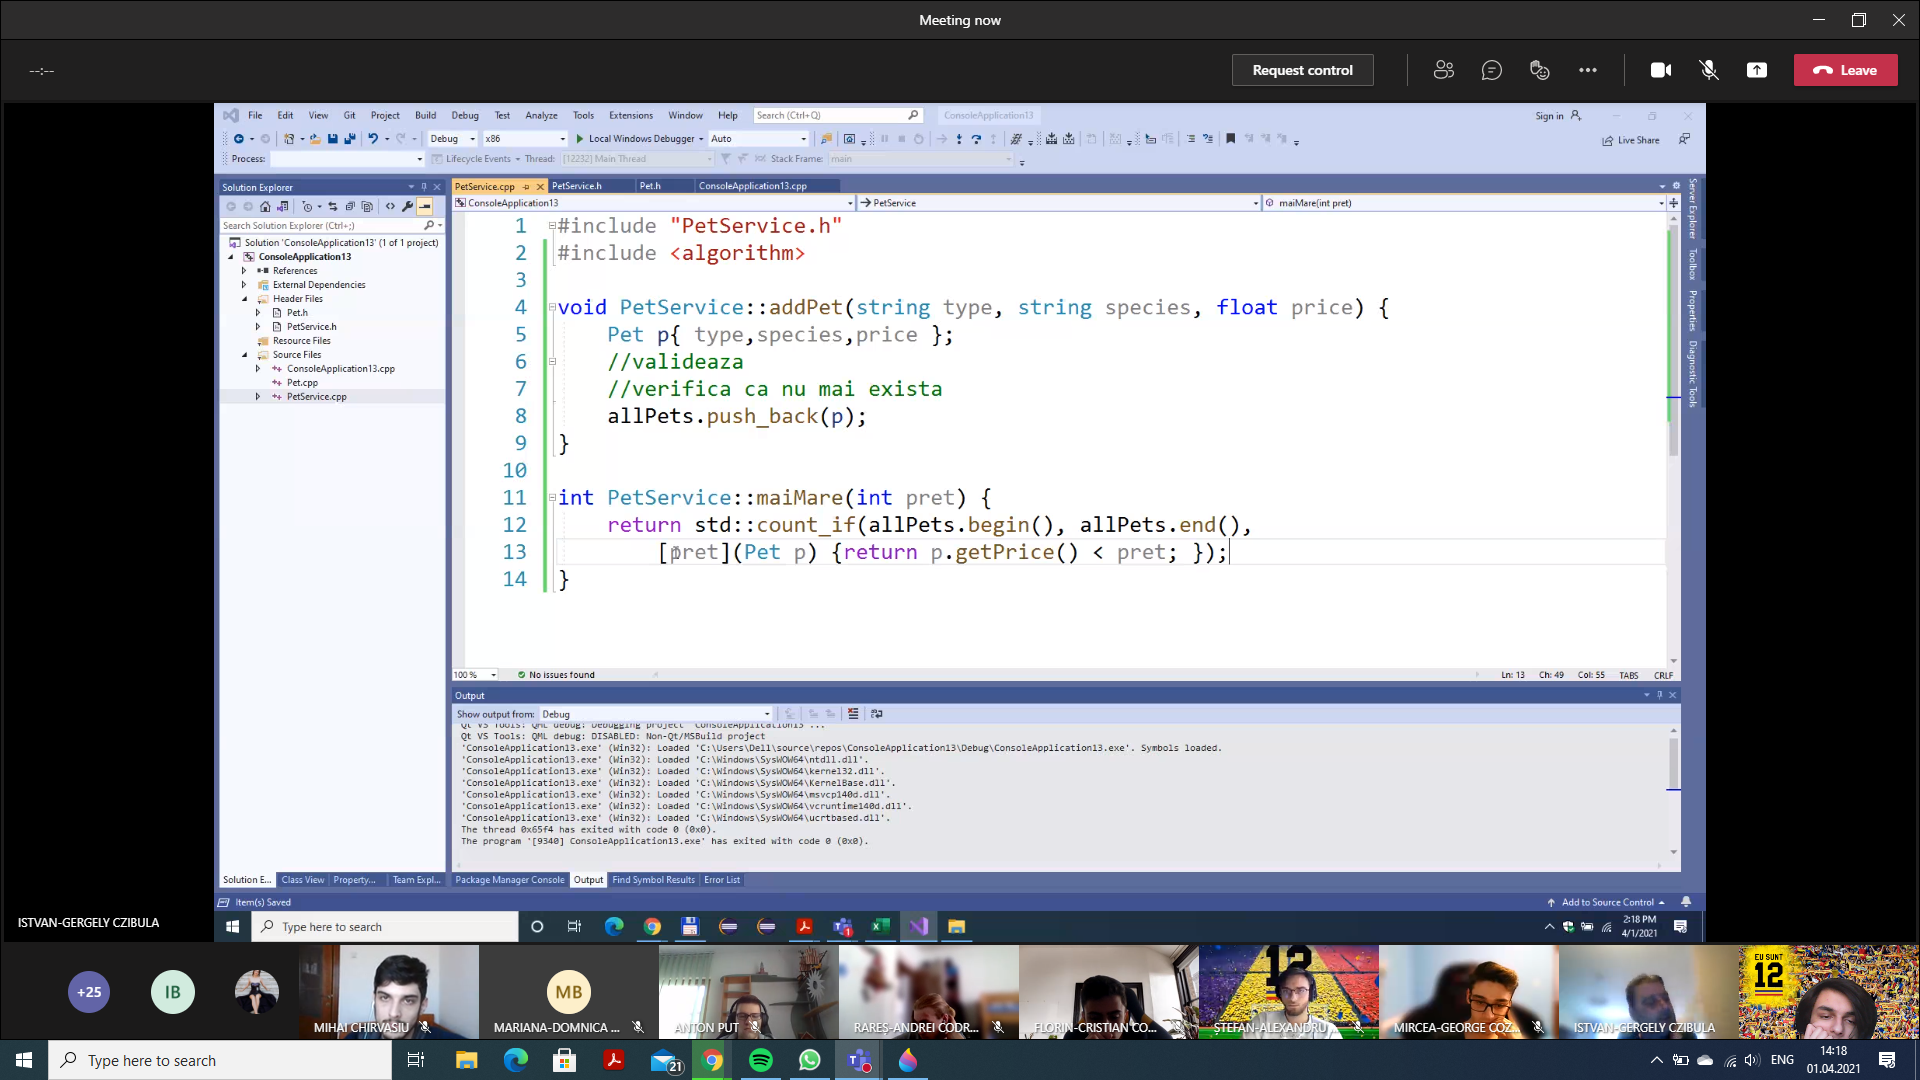 Meeting now
--:--
Request control
Leave
File Edit View Git Project Build Debug Test Analyze Tools Extensions Window Help Search (Ctrl+Q) ConsoleApplication13 Sign in
Debug x86 Local Windows Debugger Auto Live Share
Process: Lifecycle Events Thread: [12232] Main Thread Stack Frame: main
Solution Explorer
Search Solution Explorer (Ctrl+;)
Solution 'ConsoleApplication13' (1 of 1 project)
ConsoleApplication13
References
External Dependencies
Header Files
Pet.h
PetService.h
Resource Files
Source Files
ConsoleApplication13.cpp
Pet.cpp
PetService.cpp
Solution E... Class View Property... Team Expl...
PetService.cpp PetService.h Pet.h ConsoleApplication13.cpp
ConsoleApplication13 PetService maiMare(int pret)
1 #include "PetService.h"
2 #include <algorithm>
3
4 void PetService::addPet(string type, string species, float price) {
5 Pet p{ type,species,price };
6 //valideaza
7 //verifica ca nu mai exista
8 allPets.push_back(p);
9 }
10
11 int PetService::maiMare(int pret) {
12 return std::count_if(allPets.begin(), allPets.end(),
13 [pret](Pet p) {return p.getPrice() < pret; });
14 }
100 % No issues found Ln: 13 Ch: 49 Col: 55 TABS CRLF
Server Explorer
Toolbox
Properties
Diagnostic Tools
Output
Show output from: Debug
Qt VS Tools: QML debug: Debugging project 'ConsoleApplication13'...
Qt VS Tools: QML debug: DISABLED: Non-Qt/MSBuild project
'ConsoleApplication13.exe' (Win32): Loaded 'C:\Users\Dell\source\repos\ConsoleApplication13\Debug\ConsoleApplication13.exe'. Symbols loaded.
'ConsoleApplication13.exe' (Win32): Loaded 'C:\Windows\SysWOW64\ntdll.dll'.
'ConsoleApplication13.exe' (Win32): Loaded 'C:\Windows\SysWOW64\kernel32.dll'.
'ConsoleApplication13.exe' (Win32): Loaded 'C:\Windows\SysWOW64\KernelBase.dll'.
'ConsoleApplication13.exe' (Win32): Loaded 'C:\Windows\SysWOW64\msvcp140d.dll'.
'ConsoleApplication13.exe' (Win32): Loaded 'C:\Windows\SysWOW64\vcruntime140d.dll'.
'ConsoleApplication13.exe' (Win32): Loaded 'C:\Windows\SysWOW64\ucrtbased.dll'.
The thread 0x65f4 has exited with code 0 (0x0).
The program '[9340] ConsoleApplication13.exe' has exited with code 0 (0x0).
Package Manager Console Output Find Symbol Results Error List
Item(s) Saved Add to Source Control
ISTVAN-GERGELY CZIBULA
Type here to search
2:18 PM
4/1/2021
+25
IB
MIHAI CHIRVASIU
MB
MARIANA-DOMNICA ...
ANTON PUT
RARES-ANDREI CODR...
FLORIN-CRISTIAN CO...
12
ȘTEFAN-ALEXANDRU ...
MIRCEA-GEORGE COZ...
ISTVAN-GERGELY CZIBULA
EU SUNT
12
Type here to search
21
ENG
14:18
01.04.2021